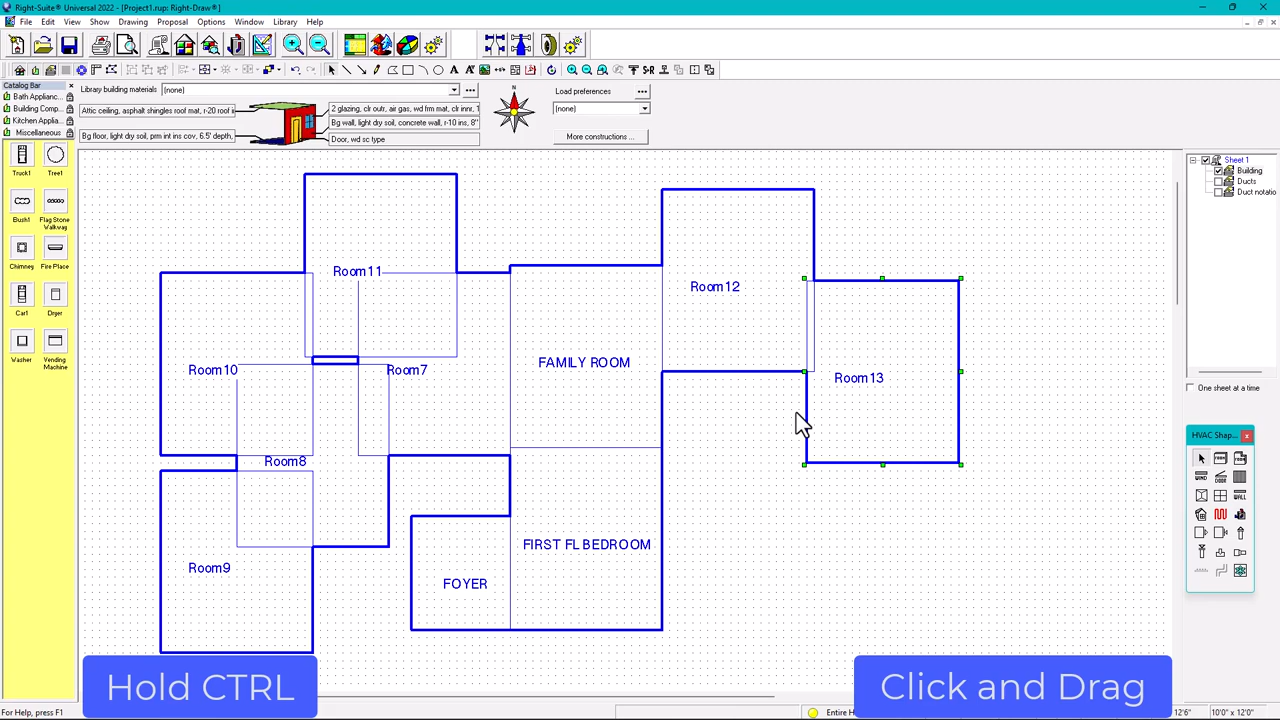 Right-Suite® Universal 2022 - [Project1.rup: Right-Draw®]
File Edit View Show Drawing Proposal Options Window Library Help
Catalog Bar
Bath Applianc..
Building Comp..
Kitchen Applia..
Miscellaneous
Truck1 Tree1
Bush1 Flag Stone Walkway
Chimney Fire Place
Car1 Dryer
Washer Vending Machine
Library building materials (none)
Attic ceiling, asphalt shingles roof mat, r-20 roof i
Bg floor, light dry soil, prm int ins cov, 6.5' depth,
2 glazing, clr outr, air gas, wd frm mat, clr innr, 1
Bg wall, light dry soil, concrete wall, r-10 ins, 8"
Door, wd sc type
N
Load preferences
(none)
More constructions ...
Sheet 1
Building
Ducts
Duct notatio
One sheet at a time
HVAC Shap...
Room11
Room12
Room10
Room7
FAMILY ROOM
Room13
Room8
Room9
FOYER
FIRST FL BEDROOM
Hold CTRL
Click and Drag
For Help, press F1
Entire H
12'6"
10'0" x 12'0"